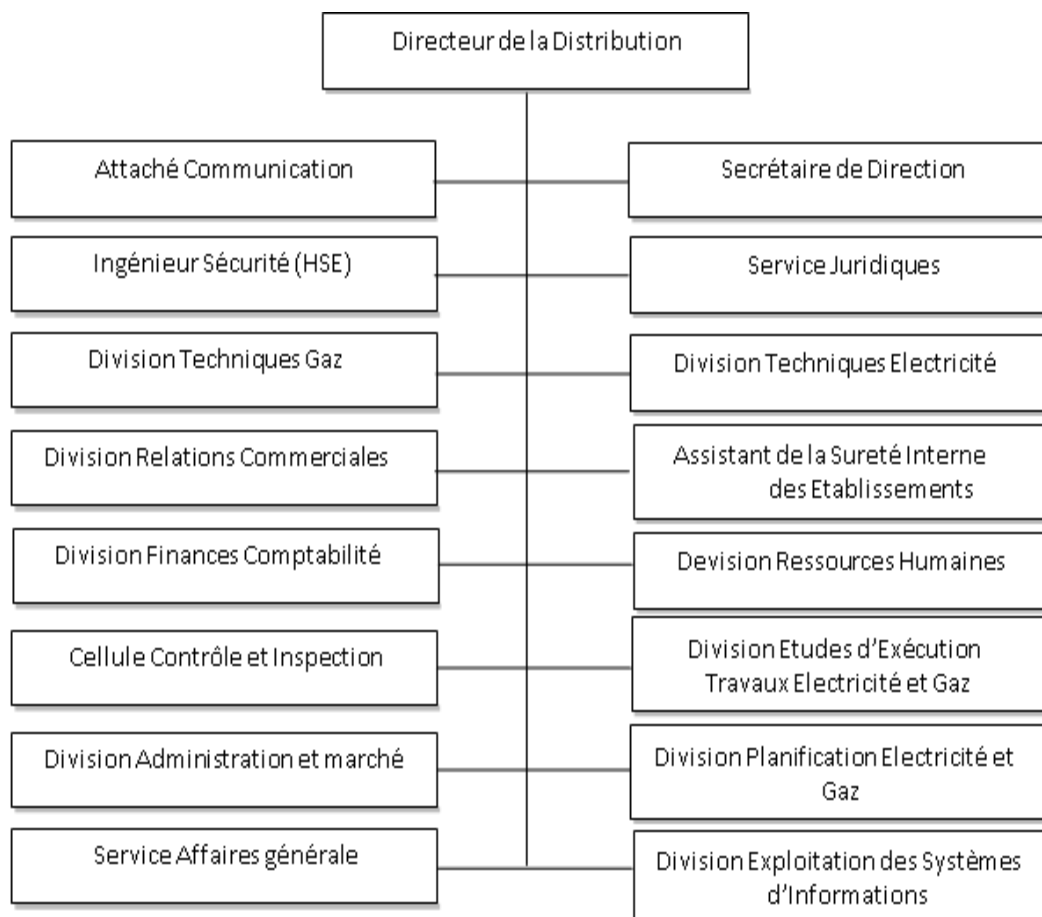 Directeur de la Distribution
Attaché Communication
Secrétaire de Direction
Ingénieur Sécurité (HSE)
Service Juridiques
Division Techniques Gaz
Division Techniques Electricité
Division Relations Commerciales
Assistant de la Sureté Interne
des Etablissements
Division Finances Comptabilité
Devision Ressources Humaines
Cellule Contrôle et Inspection
Division Etudes d'Exécution
Travaux Electricité et Gaz
Division Administration et marché
Division Planification Electricité et
Gaz
Service Affaires générale
Division Exploitation des Systèmes
d'Informations